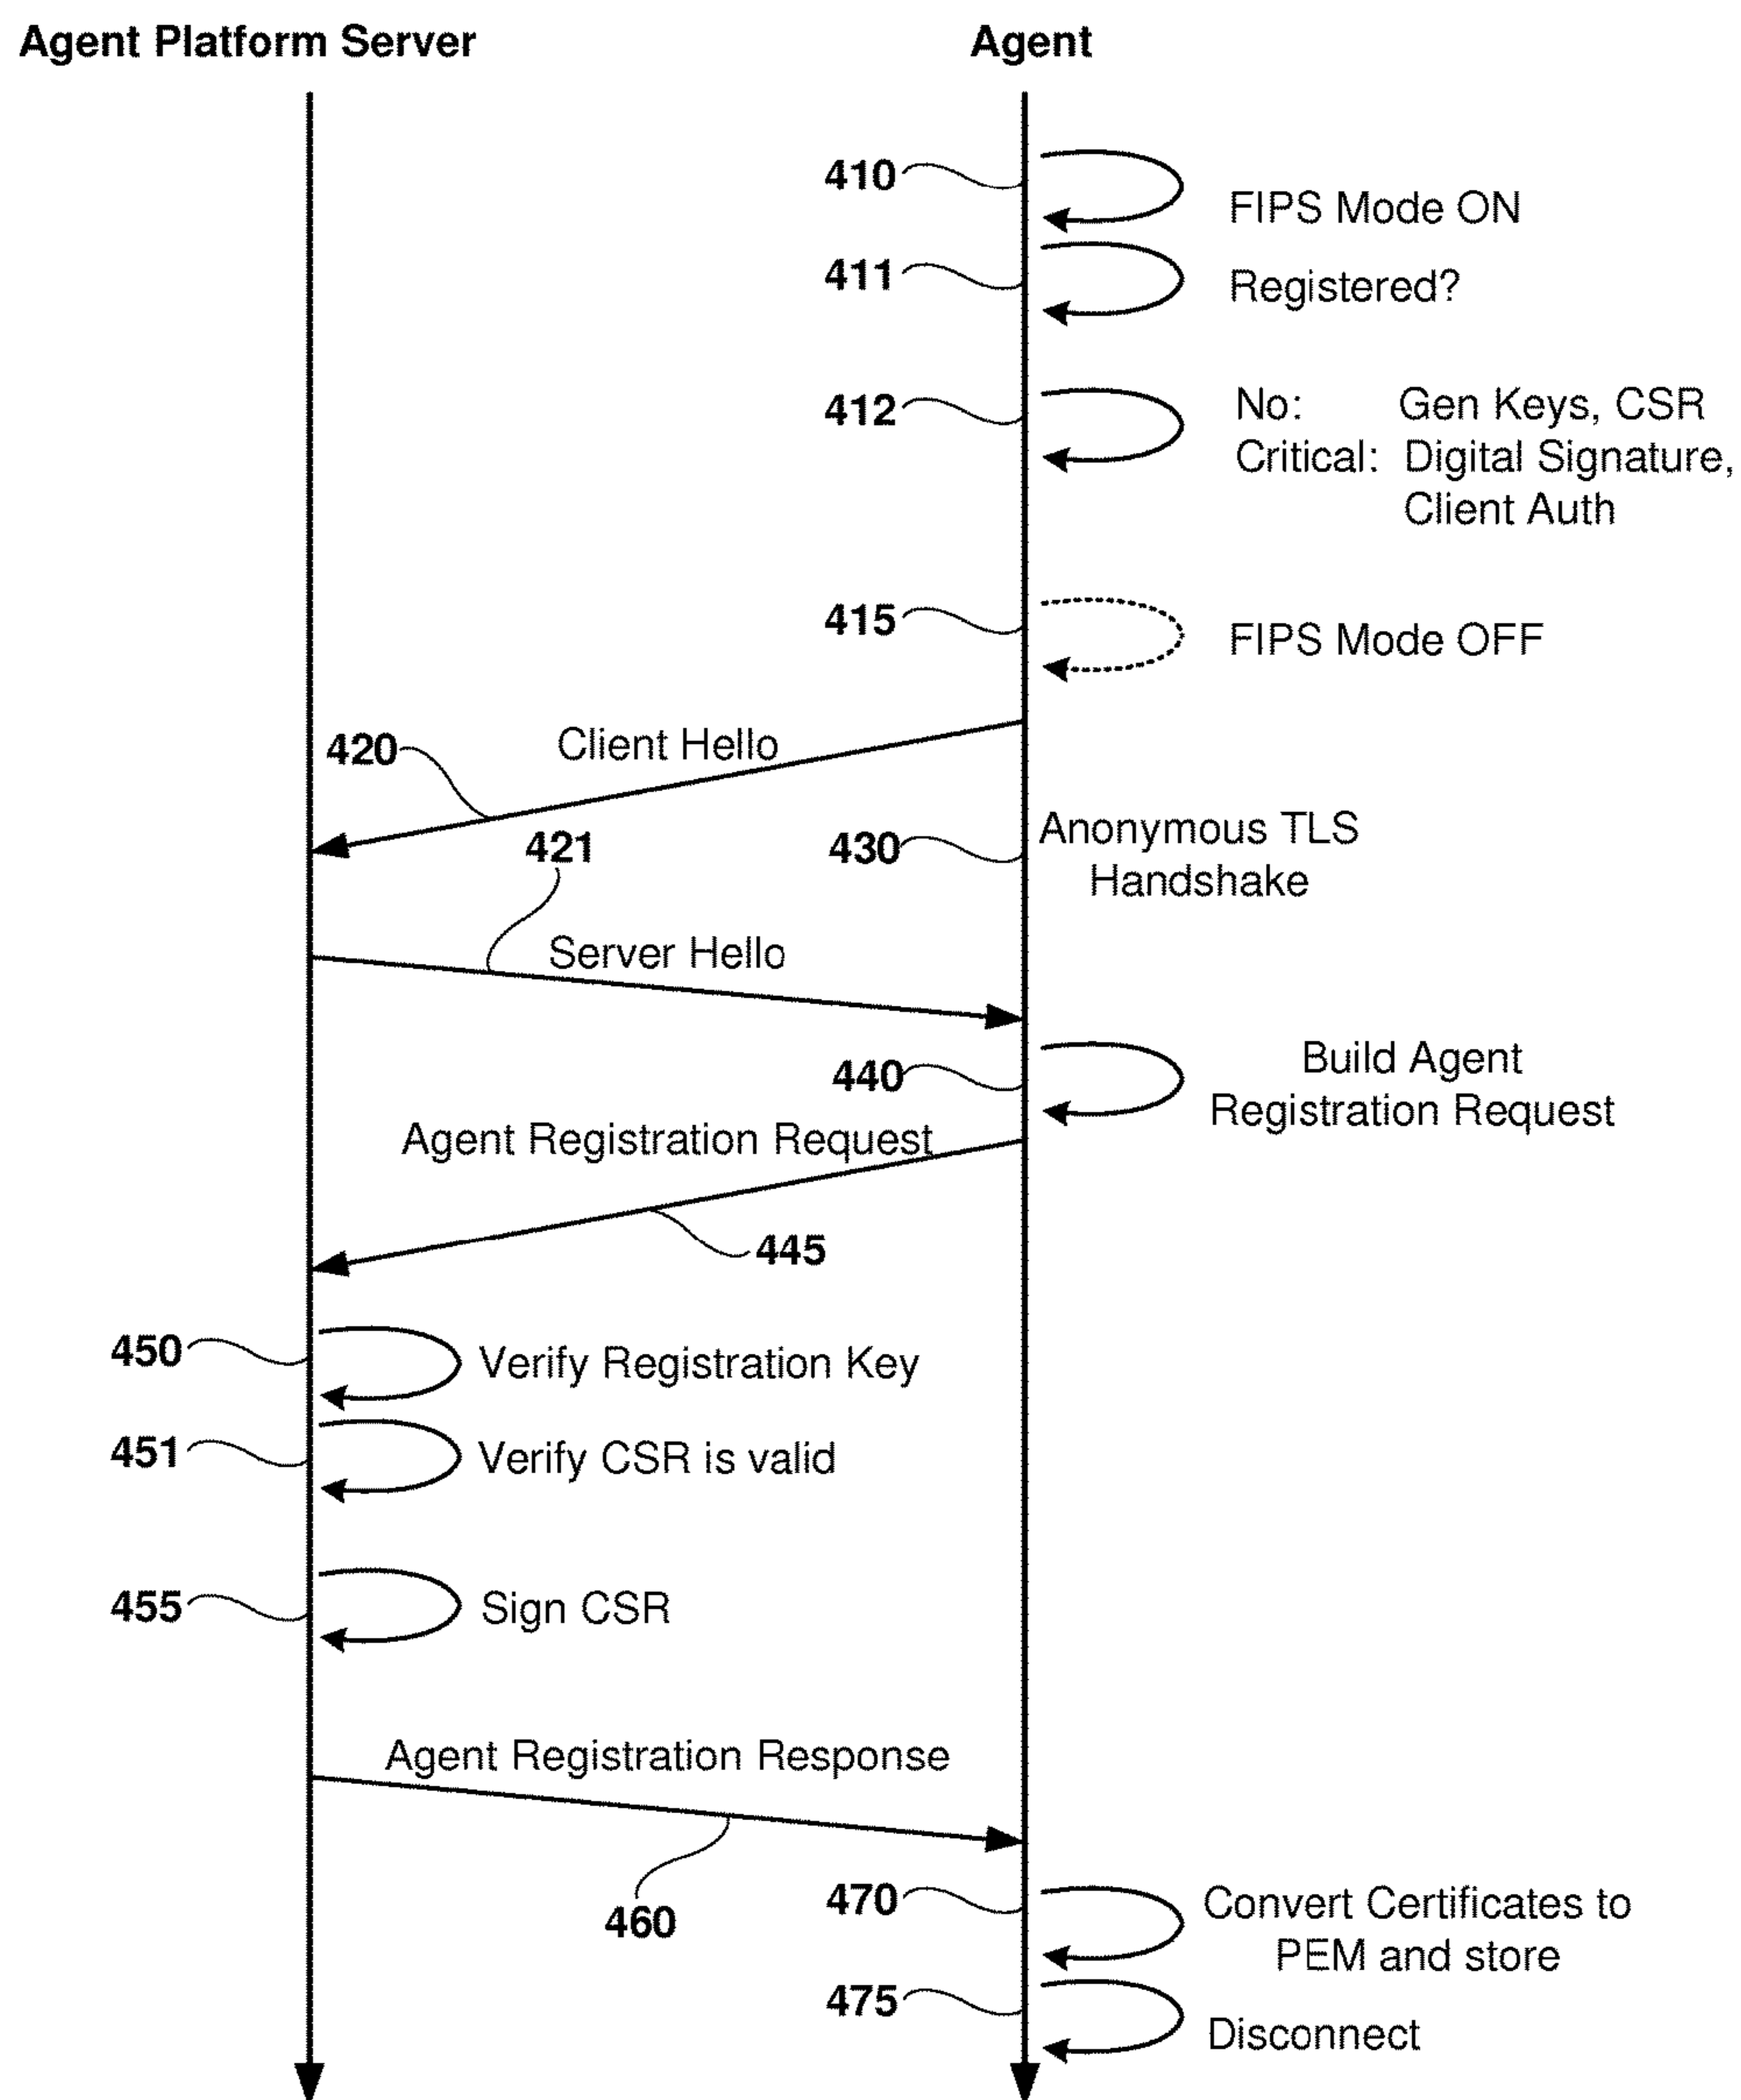 Agent Platform Server
Agent
410
FIPS Mode ON
411
Registered?
412
No: Gen Keys, CSR
Critical: Digital Signature,
Client Auth
415
FIPS Mode OFF
420
Client Hello
421
430
Anonymous TLS
Handshake
Server Hello
440
Build Agent
Registration Request
Agent Registration Request
445
450
Verify Registration Key
451
Verify CSR is valid
455
Sign CSR
Agent Registration Response
460
470
Convert Certificates to
PEM and store
475
Disconnect